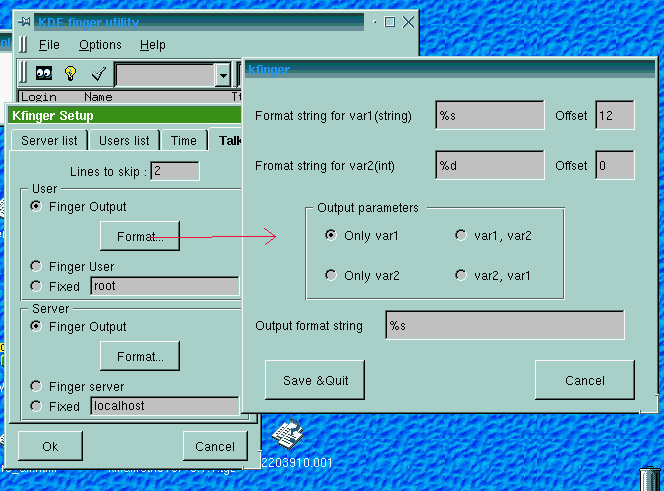 KDE finger utility
File Options Help
Login Name
Kfinger Setup
Server list Users list Time Talk
Lines to skip : 2
User
Finger Output
Format...
Finger User
Fixed root
Server
Finger Output
Format...
Finger server
Fixed localhost
Ok Cancel
kfinger
Format string for var1(string) %s Offset 12
Fromat string for var2(int) %d Offset 0
Output parameters
Only var1 var1, var2
Only var2 var2, var1
Output format string %s
Save &Quit Cancel
2203910.001